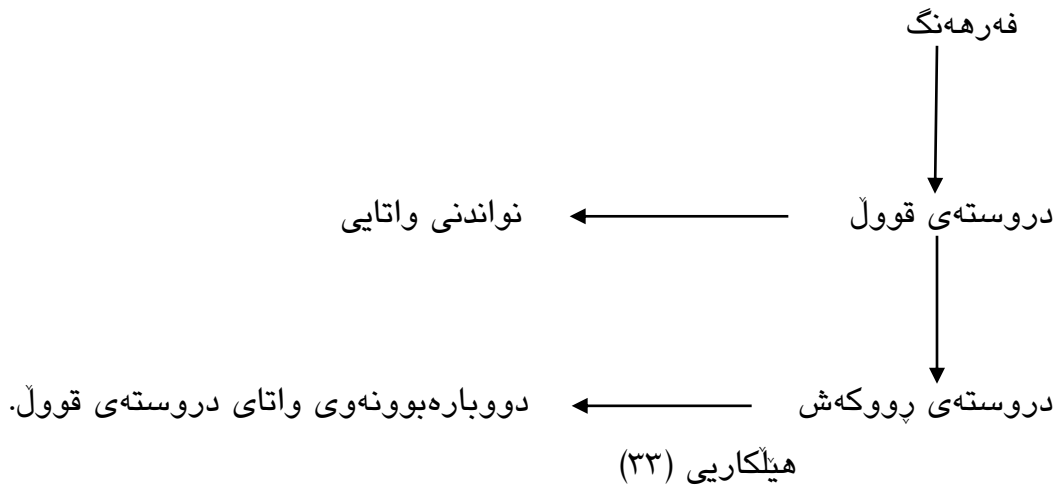 فەرهەنگ
دروستەی قووڵ نواندنی واتایی
دروستەی ڕووکەش دووبارەبوونەوی واتای دروستەی قووڵ.
هێڵکاریی (٣٣)